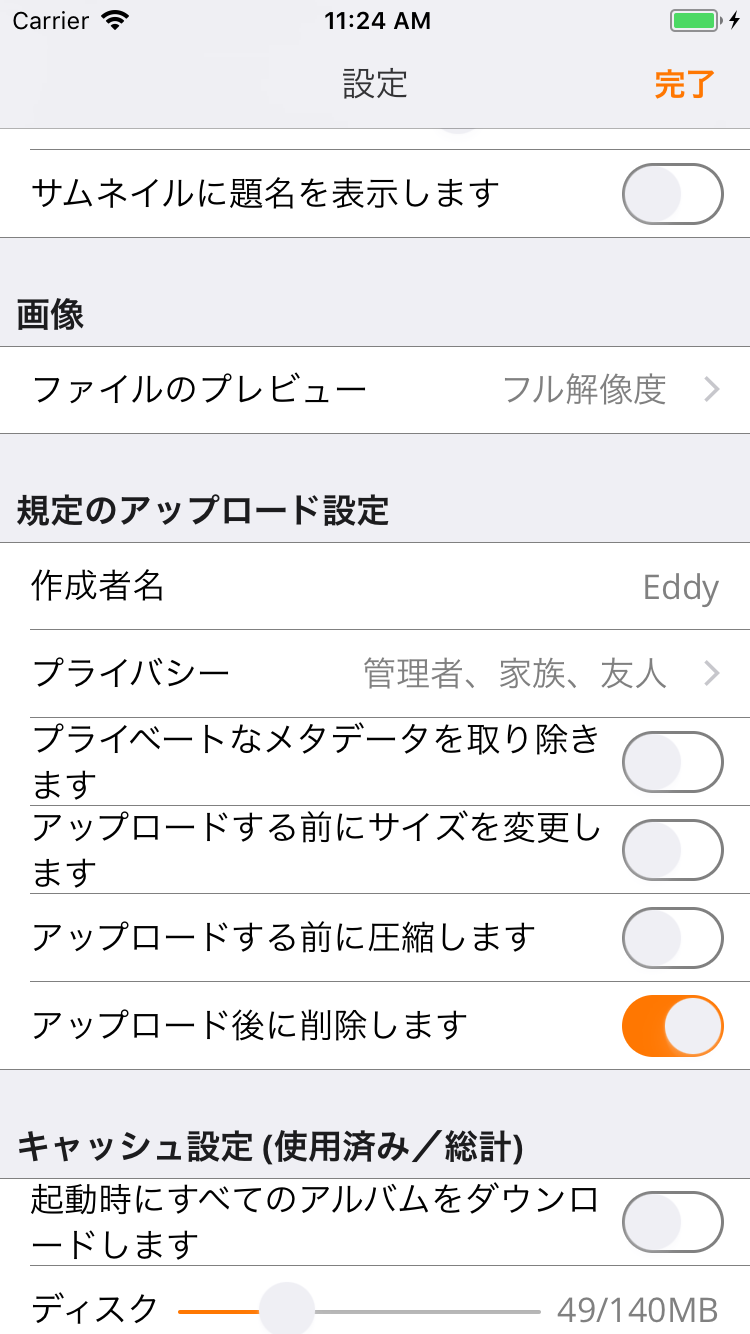 Carrier 11:24 AM
設定 完了
サムネイルに題名を表示します
画像
ファイルのプレビュー フル解像度
規定のアップロード設定
作成者名 Eddy
プライバシー 管理者、家族、友人
プライベートなメタデータを取り除き
ます
アップロードする前にサイズを変更し
ます
アップロードする前に圧縮します
アップロード後に削除します
キャッシュ設定 (使用済み／総計)
起動時にすべてのアルバムをダウンロ
ードします
ディスク 49/140MB